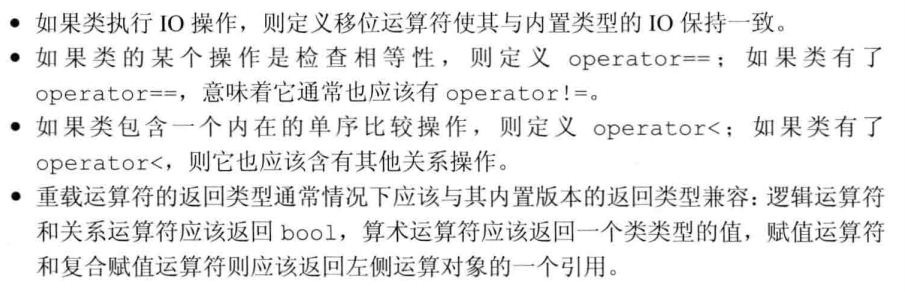 • 如果类执行 IO 操作，则定义移位运算符使其与内置类型的 IO 保持一致。
• 如果类的某个操作是检查相等性，则定义 operator==；如果类有了
operator==，意味着它通常也应该有 operator!=。
• 如果类包含一个内在的单序比较操作，则定义 operator<；如果类有了
operator<，则它也应该含有其他关系操作。
• 重载运算符的返回类型通常情况下应该与其内置版本的返回类型兼容：逻辑运算符
和关系运算符应该返回 bool，算术运算符应该返回一个类类型的值，赋值运算符
和复合赋值运算符则应该返回左侧运算对象的一个引用。